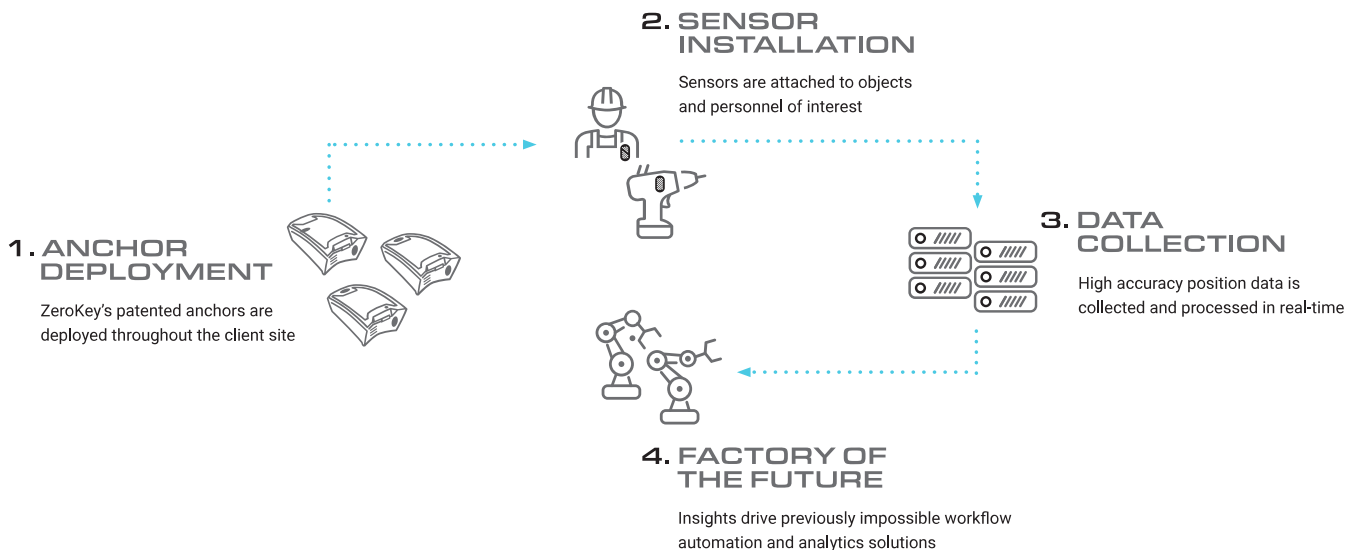 1. ANCHOR
DEPLOYMENT
ZeroKey's patented anchors are
deployed throughout the client site
2. SENSOR
INSTALLATION
Sensors are attached to objects
and personnel of interest
3. DATA
COLLECTION
High accuracy position data is
collected and processed in real-time
4. FACTORY OF
THE FUTURE
Insights drive previously impossible workflow
automation and analytics solutions